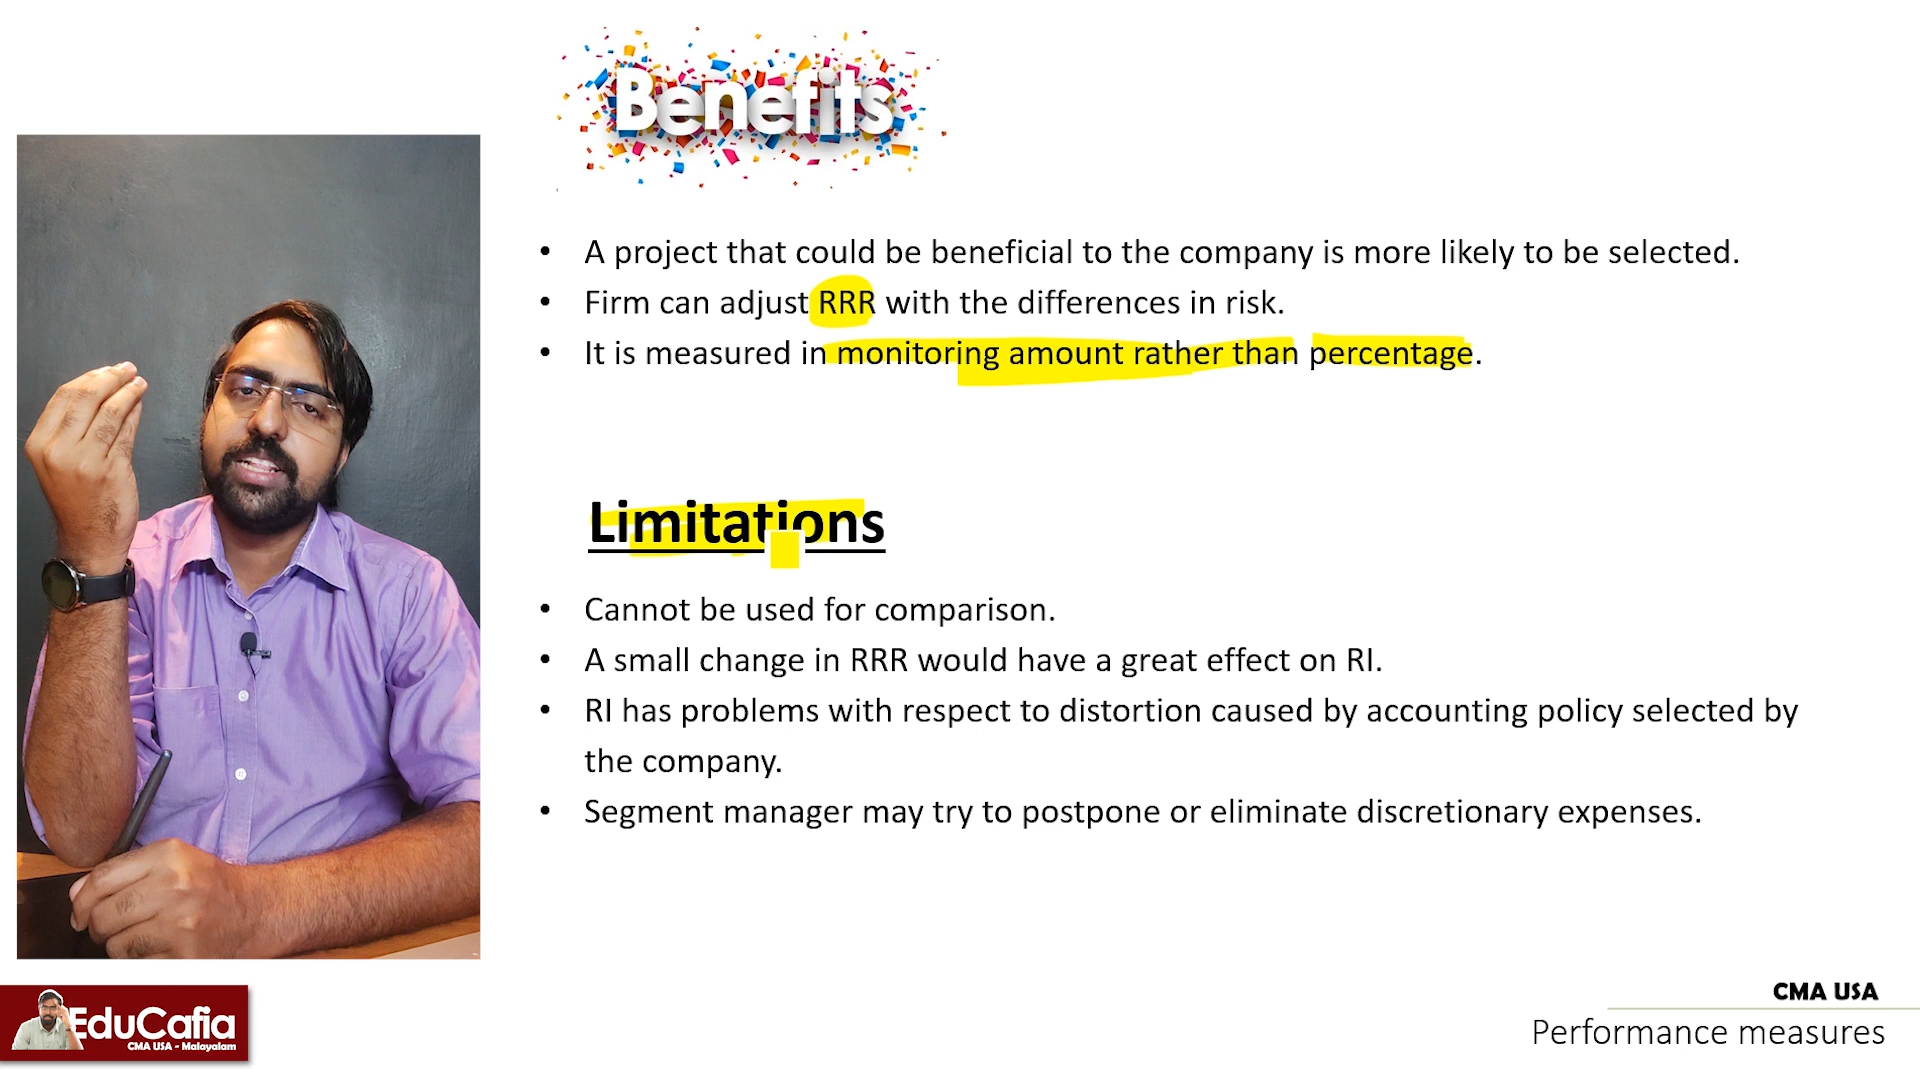 Benefits
• A project that could be beneficial to the company is more likely to be selected.
• Firm can adjust RRR with the differences in risk.
• It is measured in monitoring amount rather than percentage.
Limitations
• Cannot be used for comparison.
• A small change in RRR would have a great effect on RI.
• RI has problems with respect to distortion caused by accounting policy selected by
the company.
• Segment manager may try to postpone or eliminate discretionary expenses.
EduCafia
CMA USA - Malayalam
CMA USA
Performance measures